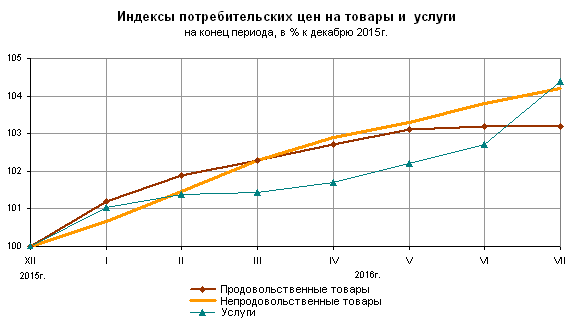 Индексы потребительских цен на товары и услуги
на конец периода, в % к декабрю 2015г.
105
104
103
102
101
100
XII I II III IV V VI VII
2015г. 2016г.
Продовольственные товары
Непродовольственные товары
Услуги